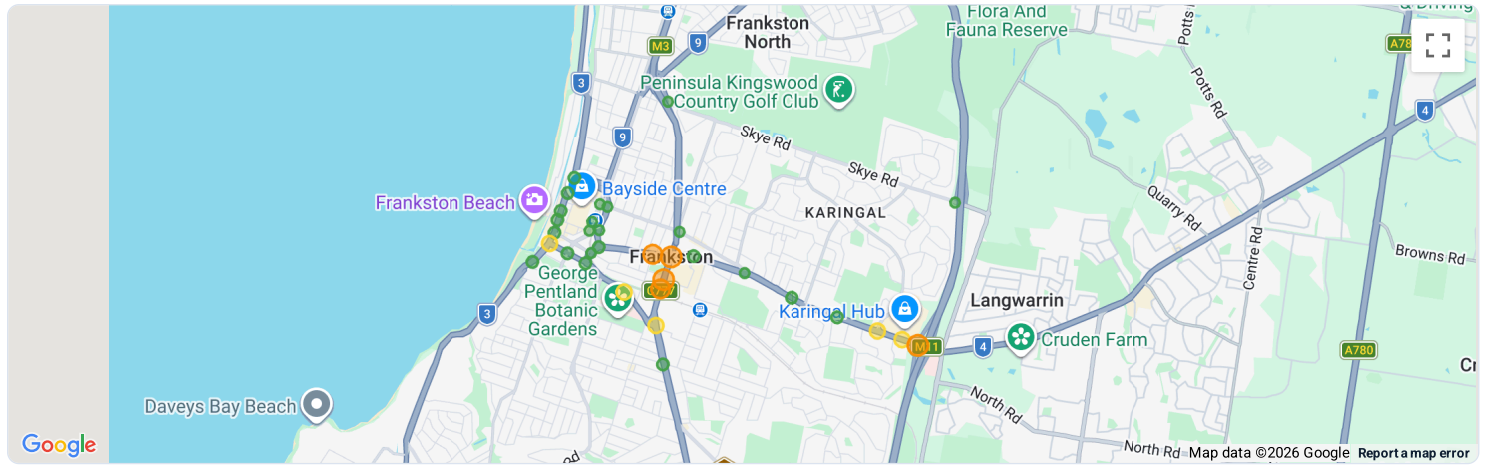 & Driving
Flora And
Fauna Reserve
Potts Rd
Frankston
North
M3
9
3
Peninsula Kingswood
Country Golf Club
Potts Rd
4
9
Skye Rd
Skye Rd
Bayside Centre
Frankston Beach
KARINGAL
Quarry Rd
Centre Rd
Browns Rd
Frankston
George
Pentland
Botanic
Gardens
Langwarrin
Karingal Hub
3
M11
4
Cruden Farm
A780
Daveys Bay Beach
North Rd
North Rd
Google
Map data ©2026 Google
Report a map error